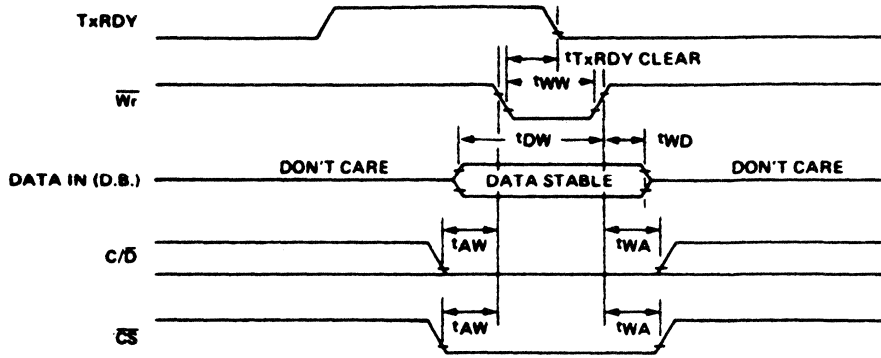 TxRDY
tTxRDY CLEAR
tWW
Wr
tDW
tWD
DON'T CARE
DATA STABLE
DON'T CARE
DATA IN (D.B.)
tAW
tWA
C/D
tAW
tWA
CS